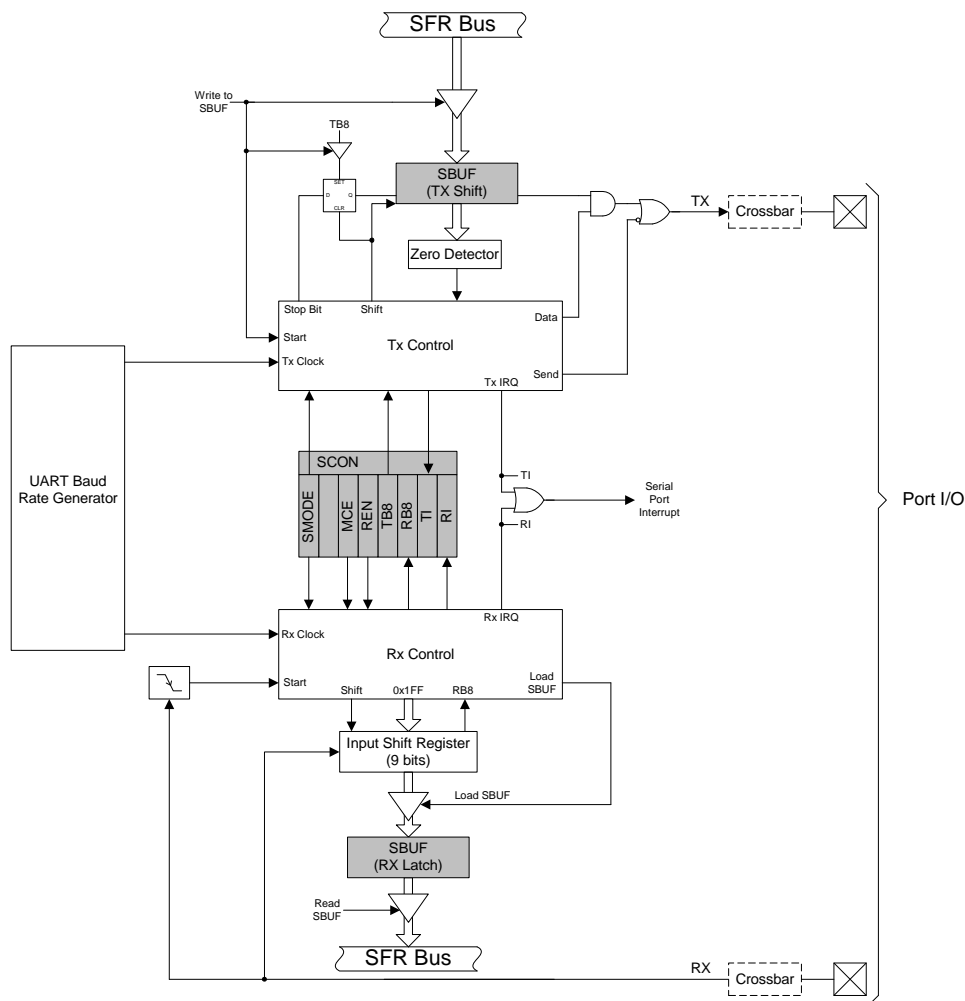 SFR Bus
Write to
SBUF
TB8
SET
D
Q
CLR
SBUF
(TX Shift)
TX
Crossbar
Zero Detector
Stop Bit
Shift
Data
Start
Tx Control
Tx Clock
Send
Tx IRQ
UART Baud
Rate Generator
SCON
SMODE
MCE
REN
TB8
RB8
TI
RI
TI
RI
Serial
Port
Interrupt
Port I/O
Rx IRQ
Rx Clock
Rx Control
Start
Load
SBUF
Shift
0x1FF
RB8
Input Shift Register
(9 bits)
Load SBUF
SBUF
(RX Latch)
Read
SBUF
SFR Bus
RX
Crossbar